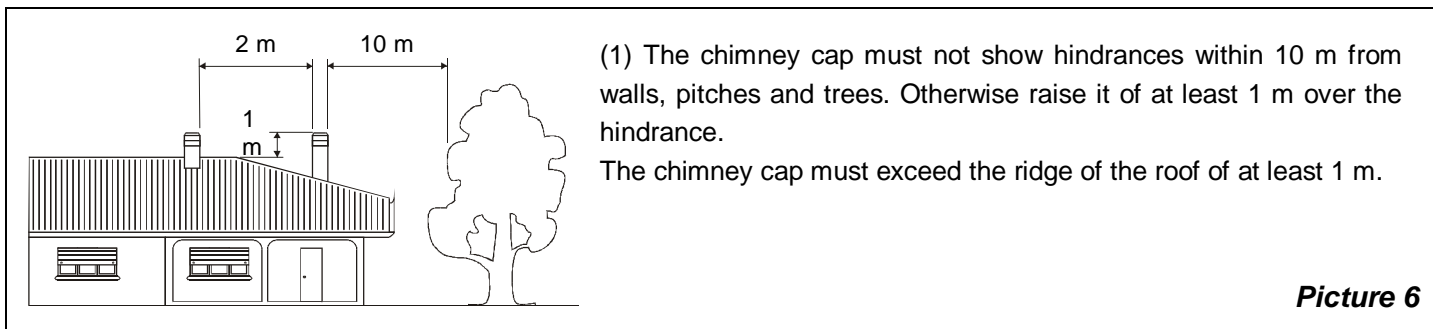 2 m
10 m
1
m
(1) The chimney cap must not show hindrances within 10 m from
walls, pitches and trees. Otherwise raise it of at least 1 m over the
hindrance.
The chimney cap must exceed the ridge of the roof of at least 1 m.
Picture 6